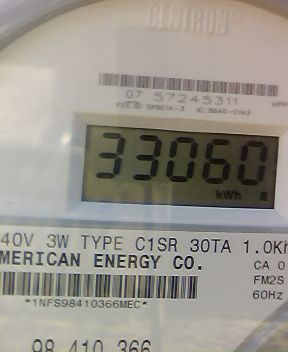 CENTRON
07 57245311
33060
kWh
40V 3W TYPE C1SR 30TA 1.0Kh
MERICAN ENERGY CO.
CA 0
FM2S
60Hz
*1NFS98410366MEC*
98 410 366